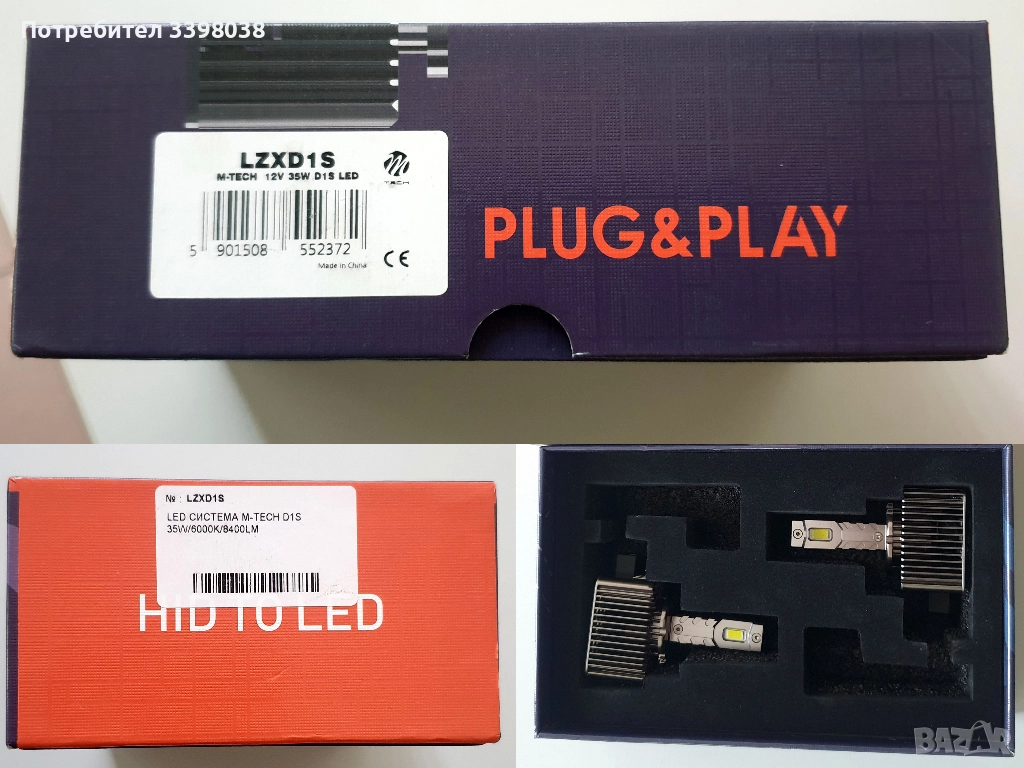 Потребител 3398038
LZXD1S
M-TECH 12V 35W D1S LED
M-TECH
5 901508 552372
Made in China
CE
PLUG&PLAY
№ : LZXD1S
LED СИСТЕМА M-TECH D1S
35W/6000K/8400LM
HID TO LED
BAZAR